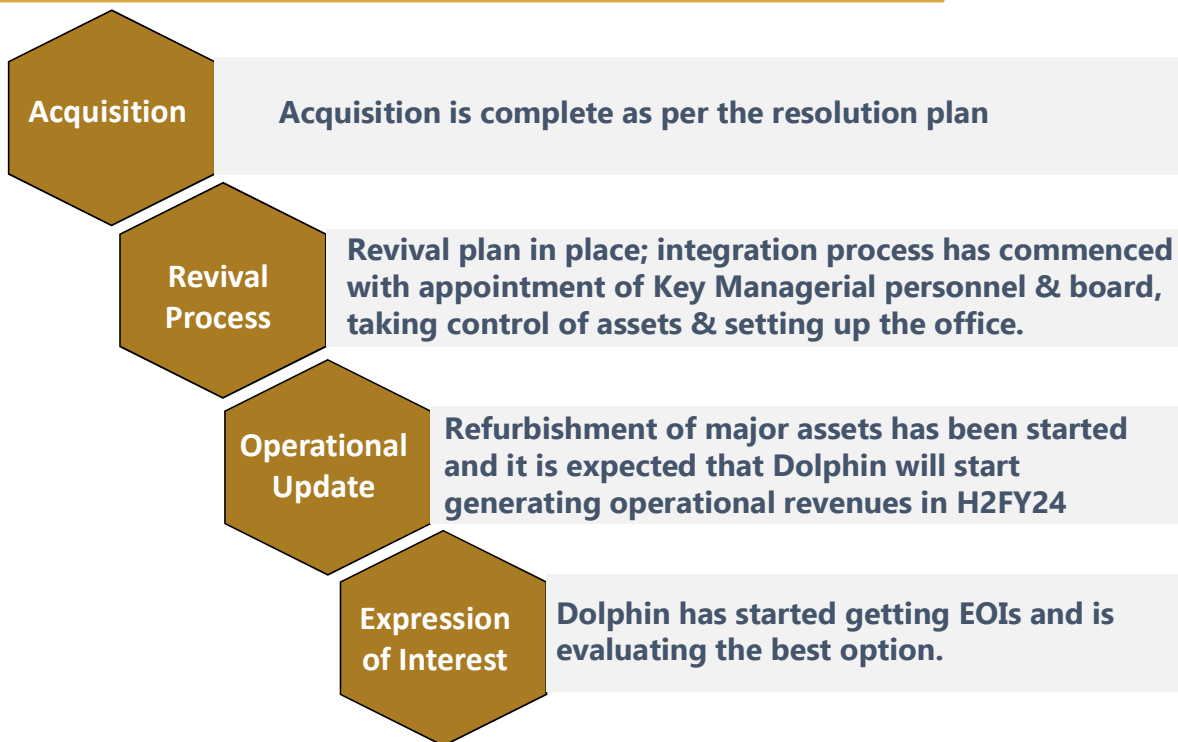 Acquisition
Acquisition is complete as per the resolution plan
Revival
Process
Revival plan in place; integration process has commenced
with appointment of Key Managerial personnel & board,
taking control of assets & setting up the office.
Operational
Update
Refurbishment of major assets has been started
and it is expected that Dolphin will start
generating operational revenues in H2FY24
Expression
of Interest
Dolphin has started getting EOIs and is
evaluating the best option.